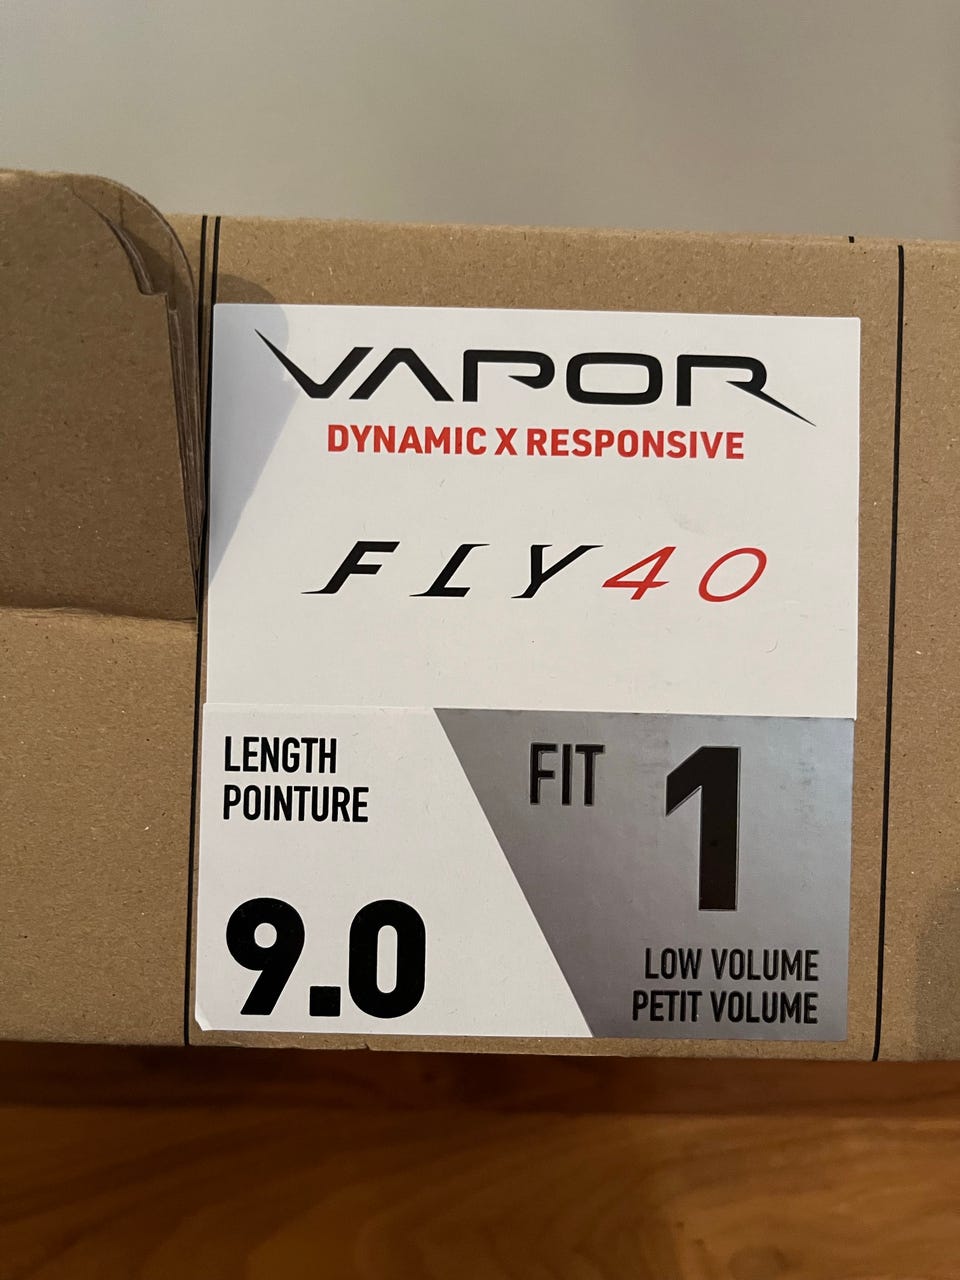 VAPOR
DYNAMIC X RESPONSIVE
FLY40
LENGTH
POINTURE
9.0
FIT 1
LOW VOLUME
PETIT VOLUME